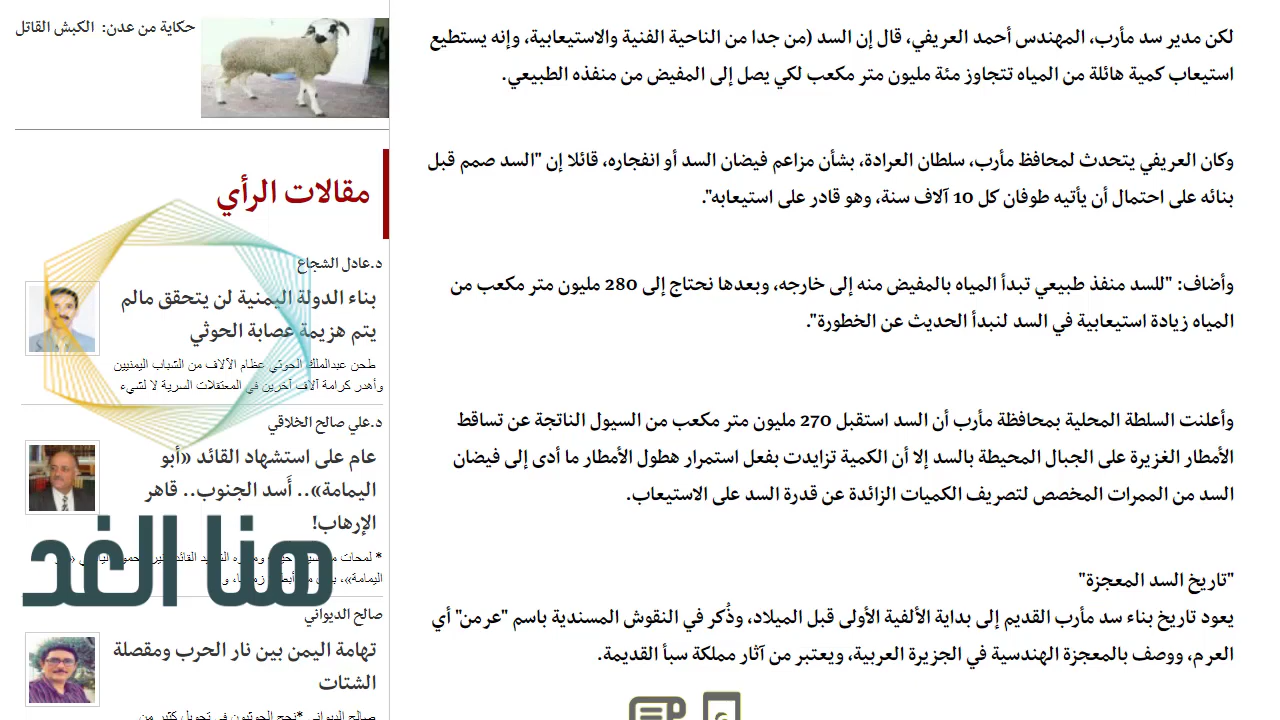 لكن مدير سد مأرب، المهندس أحمد العريفي، قال إن السد (من جدا من الناحية الفنية والاستيعابية، وإنه يستطيع
استيعاب كمية هائلة من المياه تتجاوز مئة مليون متر مكعب لكي يصل إلى المفيض من منفذه الطبيعي.
وكان العريفي يتحدث لمحافظ مأرب، سلطان العرادة، بشأن مزاعم فيضان السد أو انفجاره، قائلا إن "السد صمم قبل
بنائه على احتمال أن يأتيه طوفان كل 10 آلاف سنة، وهو قادر على استيعابه".
وأضاف: "للسد منفذ طبيعي تبدأ المياه بالمفيض منه إلى خارجه، وبعدها نحتاج إلى 280 مليون متر مكعب من
المياه زيادة استيعابية في السد لنبدأ الحديث عن الخطورة".
وأعلنت السلطة المحلية بمحافظة مأرب أن السد استقبل 270 مليون متر مكعب من السيول الناتجة عن تساقط
الأمطار الغزيرة على الجبال المحيطة بالسد إلا أن الكمية تزايدت بفعل استمرار هطول الأمطار ما أدى إلى فيضان
السد من الممرات المخصص لتصريف الكميات الزائدة عن قدرة السد على الاستيعاب.
"تاريخ السد المعجزة"
يعود تاريخ بناء سد مأرب القديم إلى بداية الألفية الأولى قبل الميلاد، وذُكر في النقوش المسندية باسم "عرمن" أي
العرم، ووصف بالمعجزة الهندسية في الجزيرة العربية، ويعتبر من آثار مملكة سبأ القديمة.
حكاية من عدن: الكبش القاتل
مقالات الرأي
د.عادل الشجاع
بناء الدولة اليمنية لن يتحقق مالم
يتم هزيمة عصابة الحوثي
طحن عبدالملك الحوثي عظام الآلاف من الشباب اليمنيين
وأهدر كرامة آلاف آخرين في المعتقلات السرية لا لشيء
د.علي صالح الخلاقي
عام على استشهاد القائد «أبو
اليمامة».. أَسد الجنوب.. قاهر
الإرهاب!
* لمحات من
اليمامة»،
هنا الغد
صالح الديواني
تهامة اليمن بين نار الحرب ومقصلة
الشتات
صالح الديواني *نجح الحوثيون في تحويل كثير من